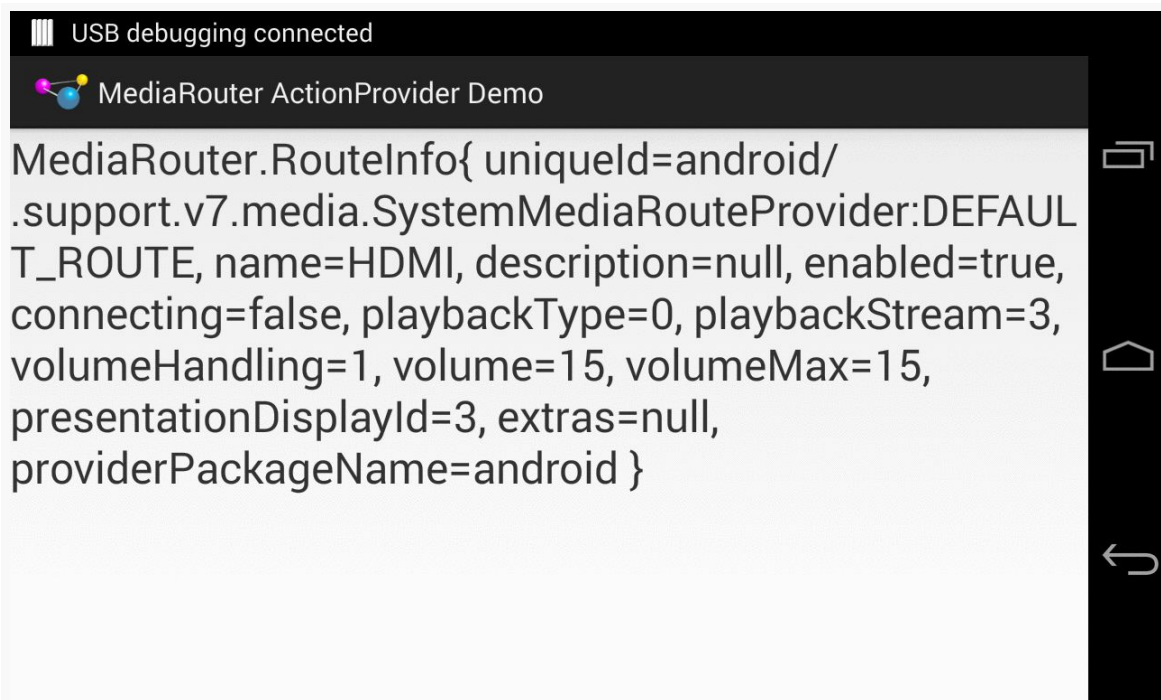 USB debugging connected
MediaRouter ActionProvider Demo
MediaRouter.RouteInfo{ uniqueId=android/
.support.v7.media.SystemMediaRouteProvider:DEFAUL
T_ROUTE, name=HDMI, description=null, enabled=true,
connecting=false, playbackType=0, playbackStream=3,
volumeHandling=1, volume=15, volumeMax=15,
presentationDisplayId=3, extras=null,
providerPackageName=android }